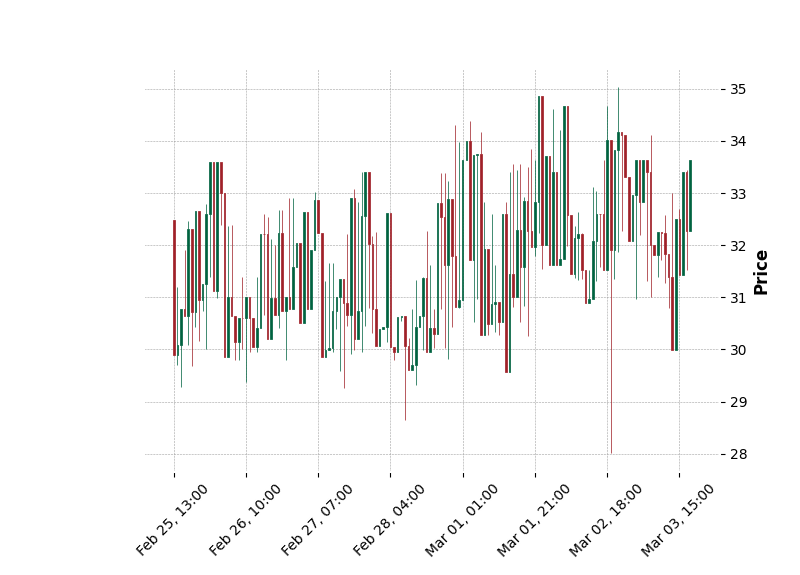 35
34
33
32
31
30
29
28
Price
Feb 25, 13:00
Feb 26, 10:00
Feb 27, 07:00
Feb 28, 04:00
Mar 01, 01:00
Mar 01, 21:00
Mar 02, 18:00
Mar 03, 15:00